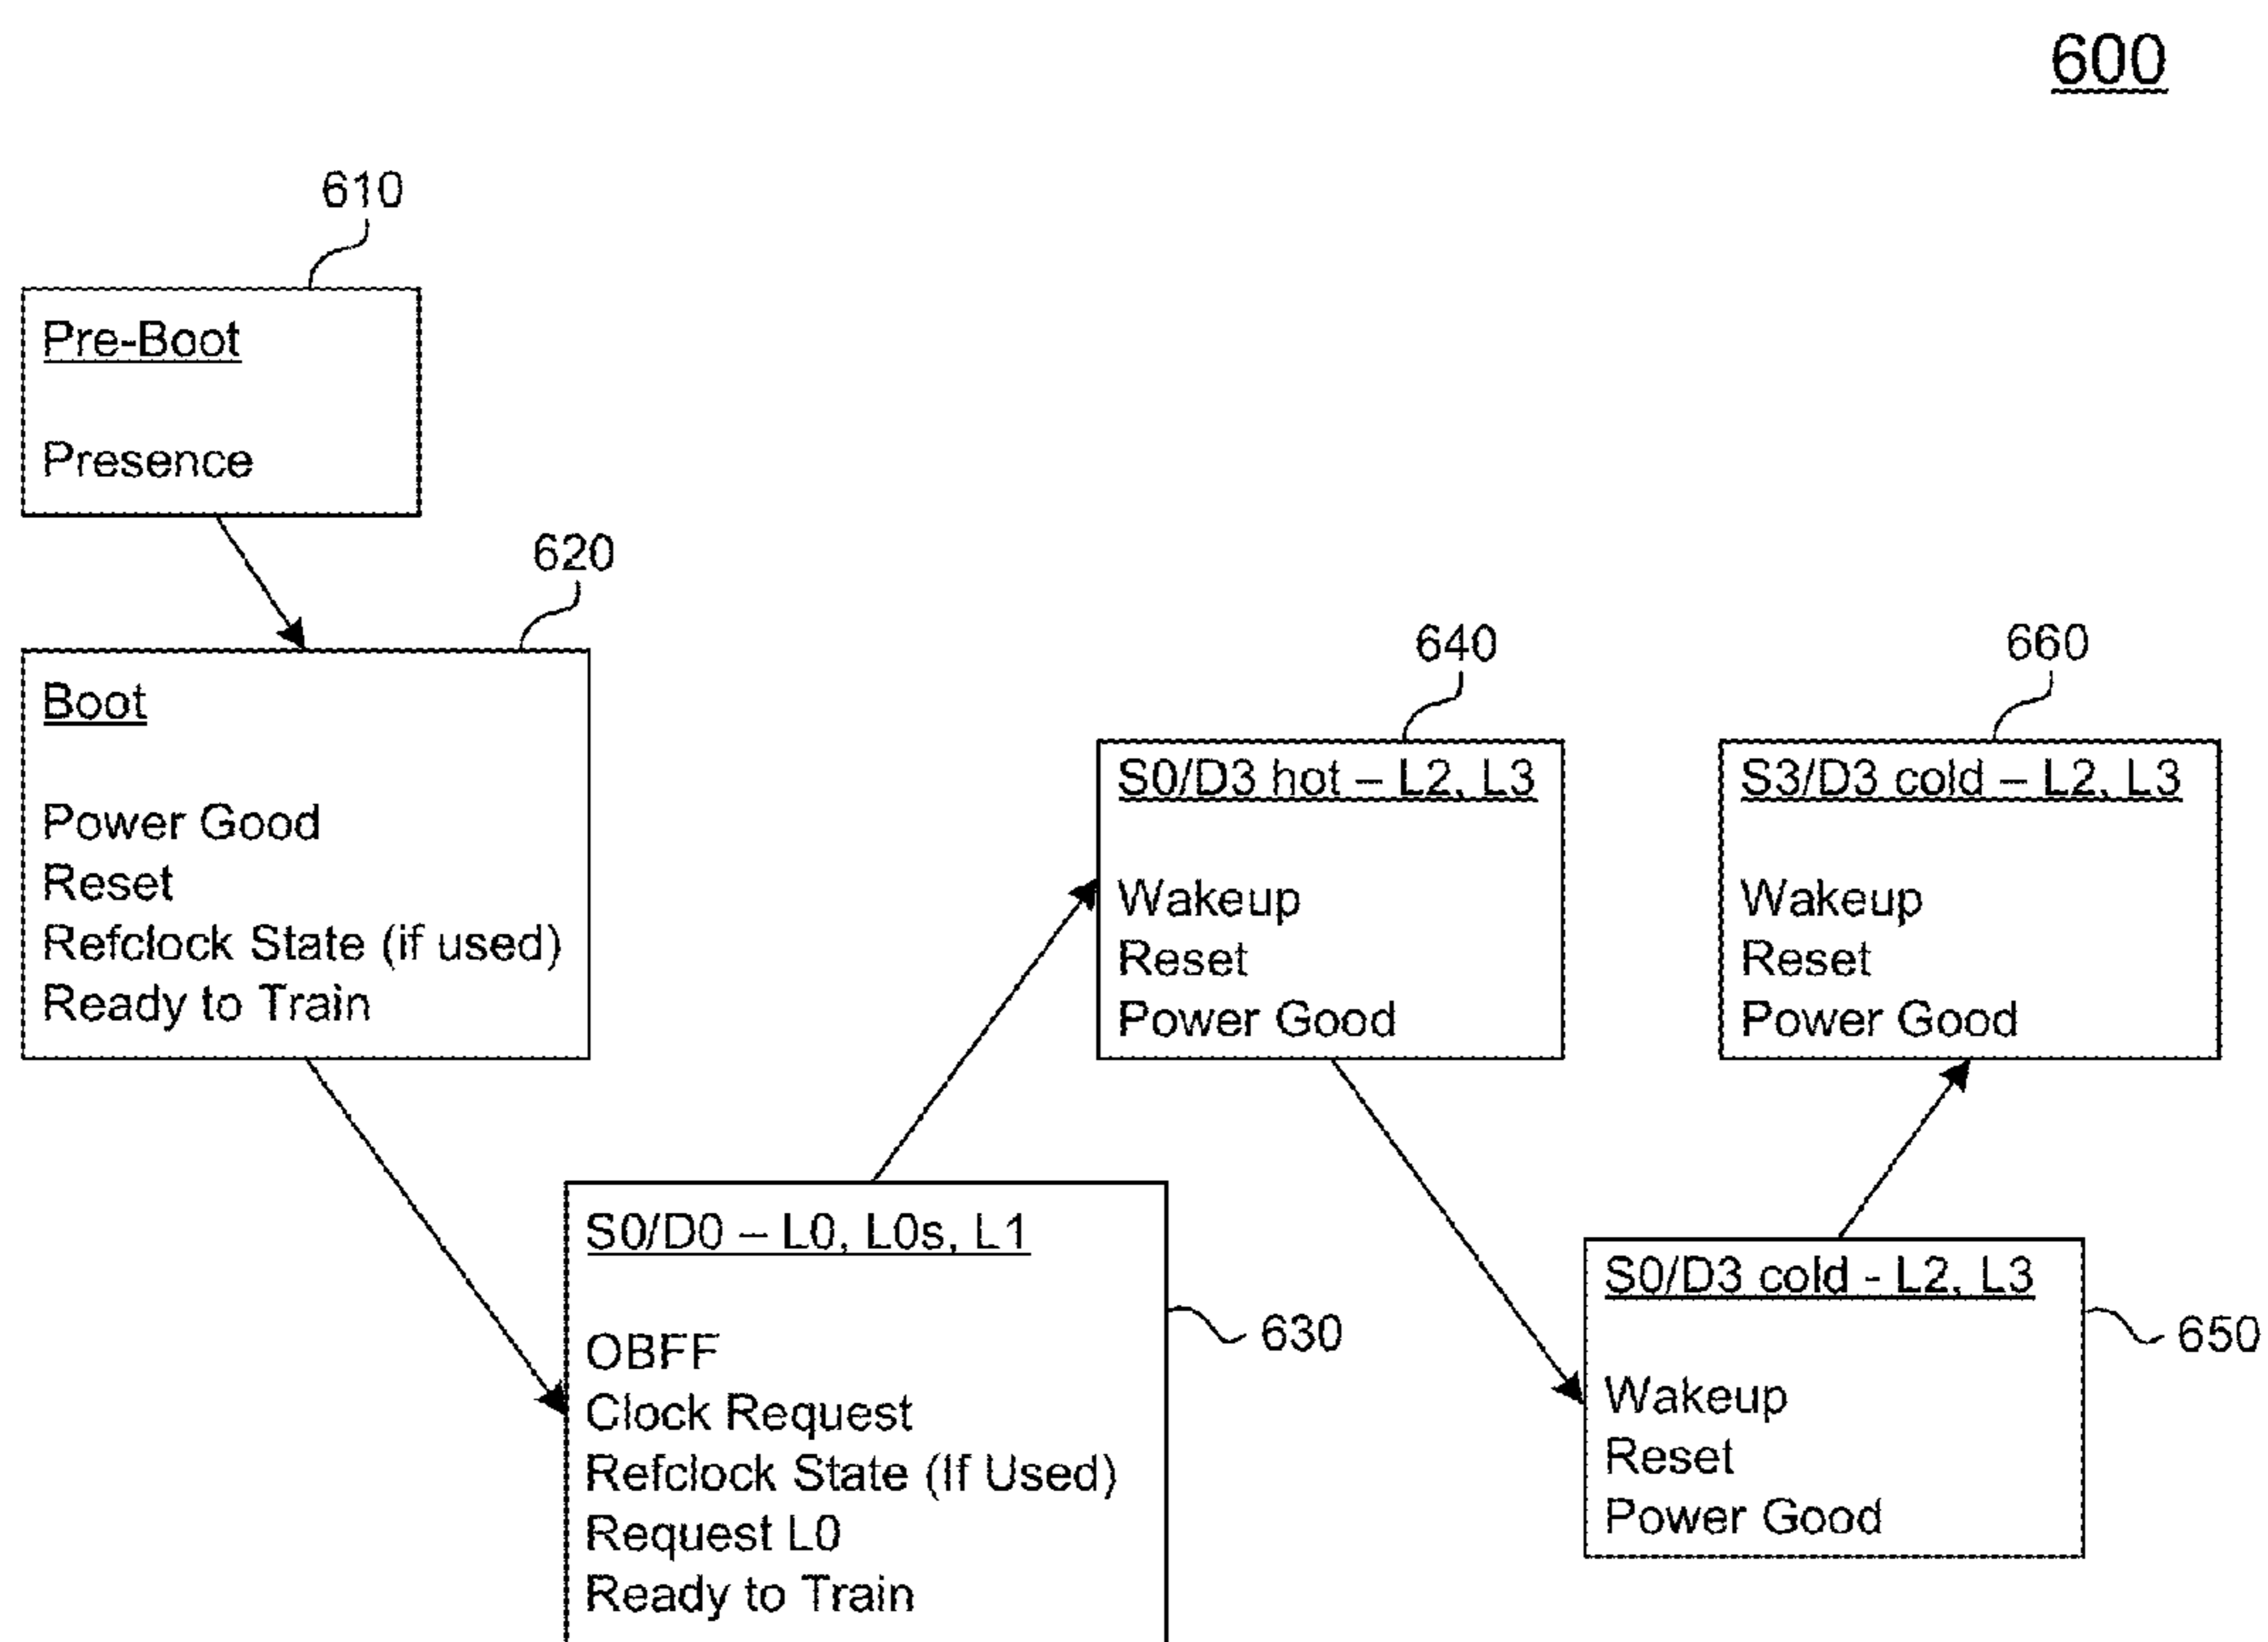 600
610
Pre-Boot
Presence
620
Boot
Power Good
Reset
Refclock State (if used)
Ready to Train
640
S0/D3 hot – L2, L3
Wakeup
Reset
Power Good
660
S3/D3 cold – L2, L3
Wakeup
Reset
Power Good
S0/D0 – L0, L0s, L1
OBFF
Clock Request
Refclock State (If Used)
Request L0
Ready to Train
630
S0/D3 cold - L2, L3
Wakeup
Reset
Power Good
650